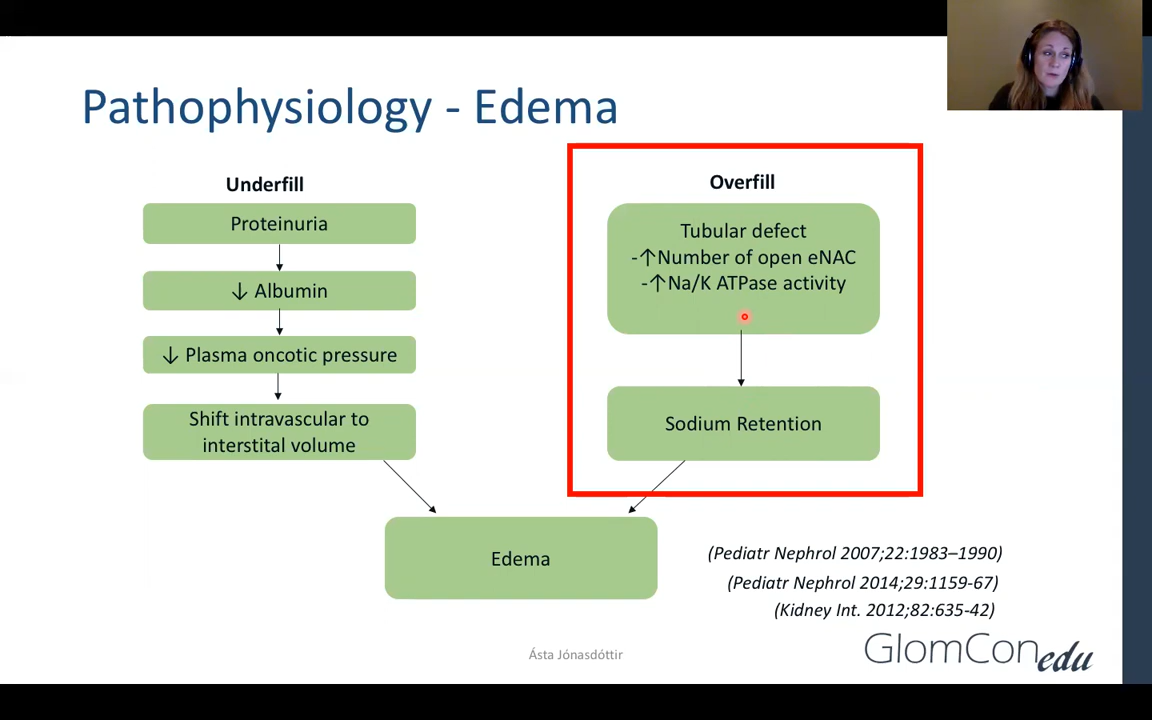 Pathophysiology - Edema
Underfill
Proteinuria
↓ Albumin
↓ Plasma oncotic pressure
Shift intravascular to
interstital volume
Overfill
Tubular defect
-↑Number of open eNAC
-↑Na/K ATPase activity
Sodium Retention
Edema
(Pediatr Nephrol 2007;22:1983–1990)
(Pediatr Nephrol 2014;29:1159-67)
(Kidney Int. 2012;82:635-42)
Ásta Jónasdóttir
GlomConedu